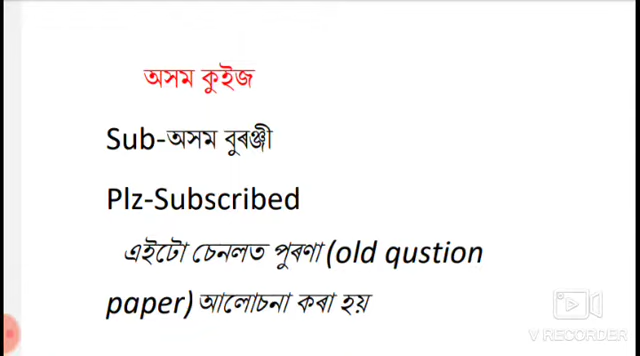 অসম কুইজ
Sub-অসম বুৰঞ্জী
Plz-Subscribed
এইটো চেনলত পুৰণা(old qustion
paper) আলোচনা কৰা হয়
V RECORDER